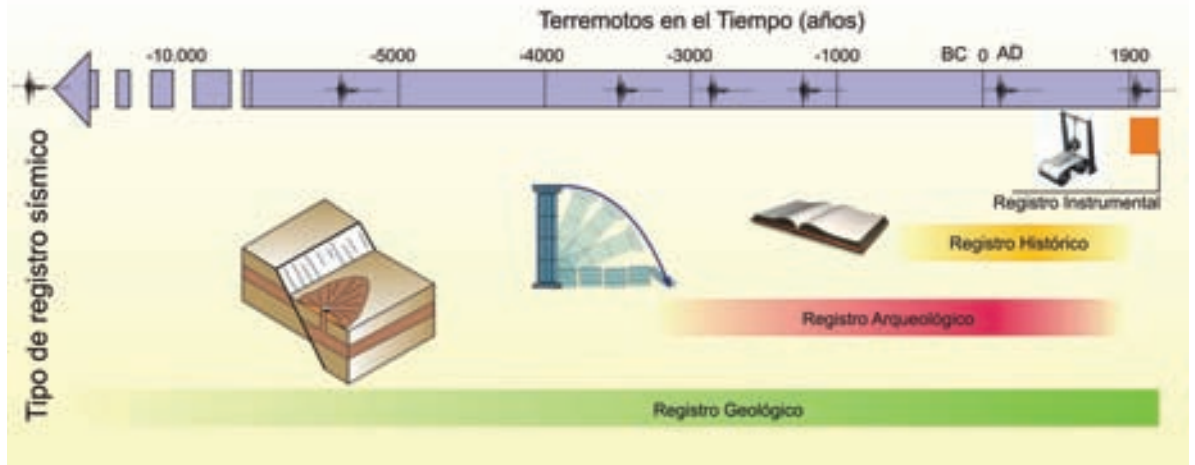 Terremotos en el Tiempo (años)
-10.000 -5000 -4000 -3000 -1000 BC 0 AD 1900
Tipo de registro sísmico
Registro Instrumental
Registro Histórico
Registro Arqueológico
Registro Geológico